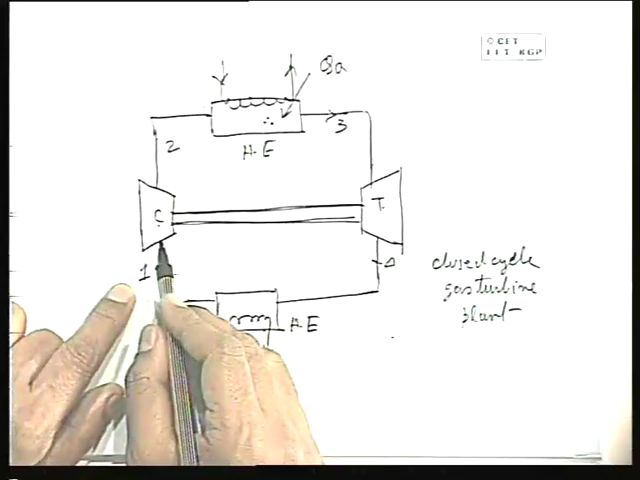 © CET
IIT KGP
Qa
3
2
H.E
C
T
1
4
closed cycle
gas turbine
plant
H E